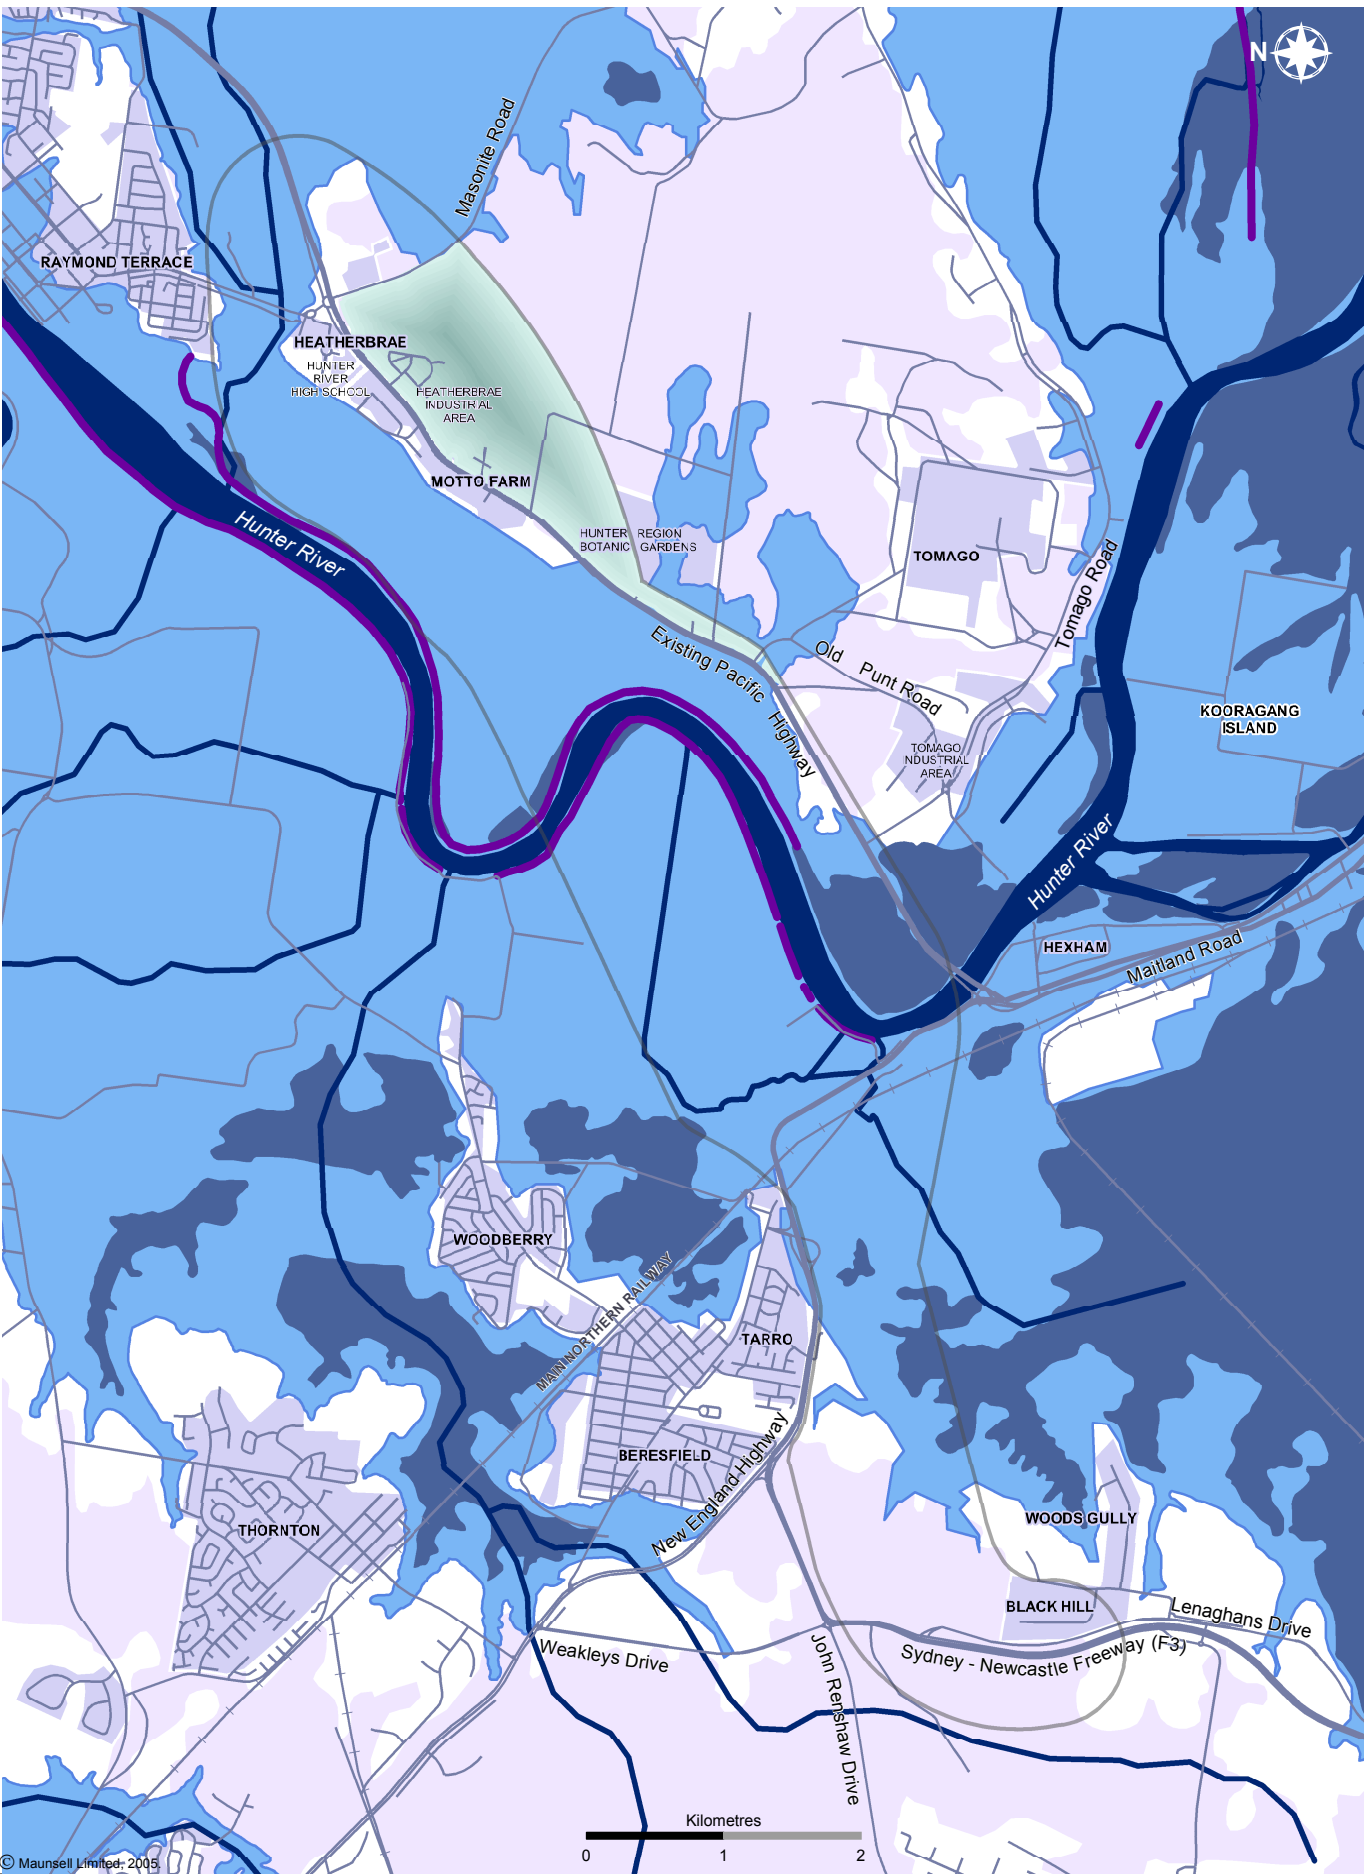 N
Masonite Road
RAYMOND TERRACE
HEATHERBRAE
HUNTER
RIVER
HIGH SCHOOL
HEATHERBRAE
INDUSTRIAL
AREA
MOTTO FARM
Hunter River
HUNTER REGION
BOTANIC GARDENS
TOMAGO
Tomago Road
Existing Pacific Highway
Old Punt Road
KOORAGANG
ISLAND
TOMAGO
NDUSTRIAL
AREA
Hunter River
HEXHAM
Maitland Road
WOODBERRY
MAIN NORTHERN RAILWAY
TARRO
BERESFIELD
New England Highway
THORNTON
WOODS GULLY
BLACK HILL
Lenaghans Drive
Weakleys Drive
Sydney - Newcastle Freeway (F3)
John Renshaw Drive
Kilometres
0 1 2
© Maunsell Limited, 2005.